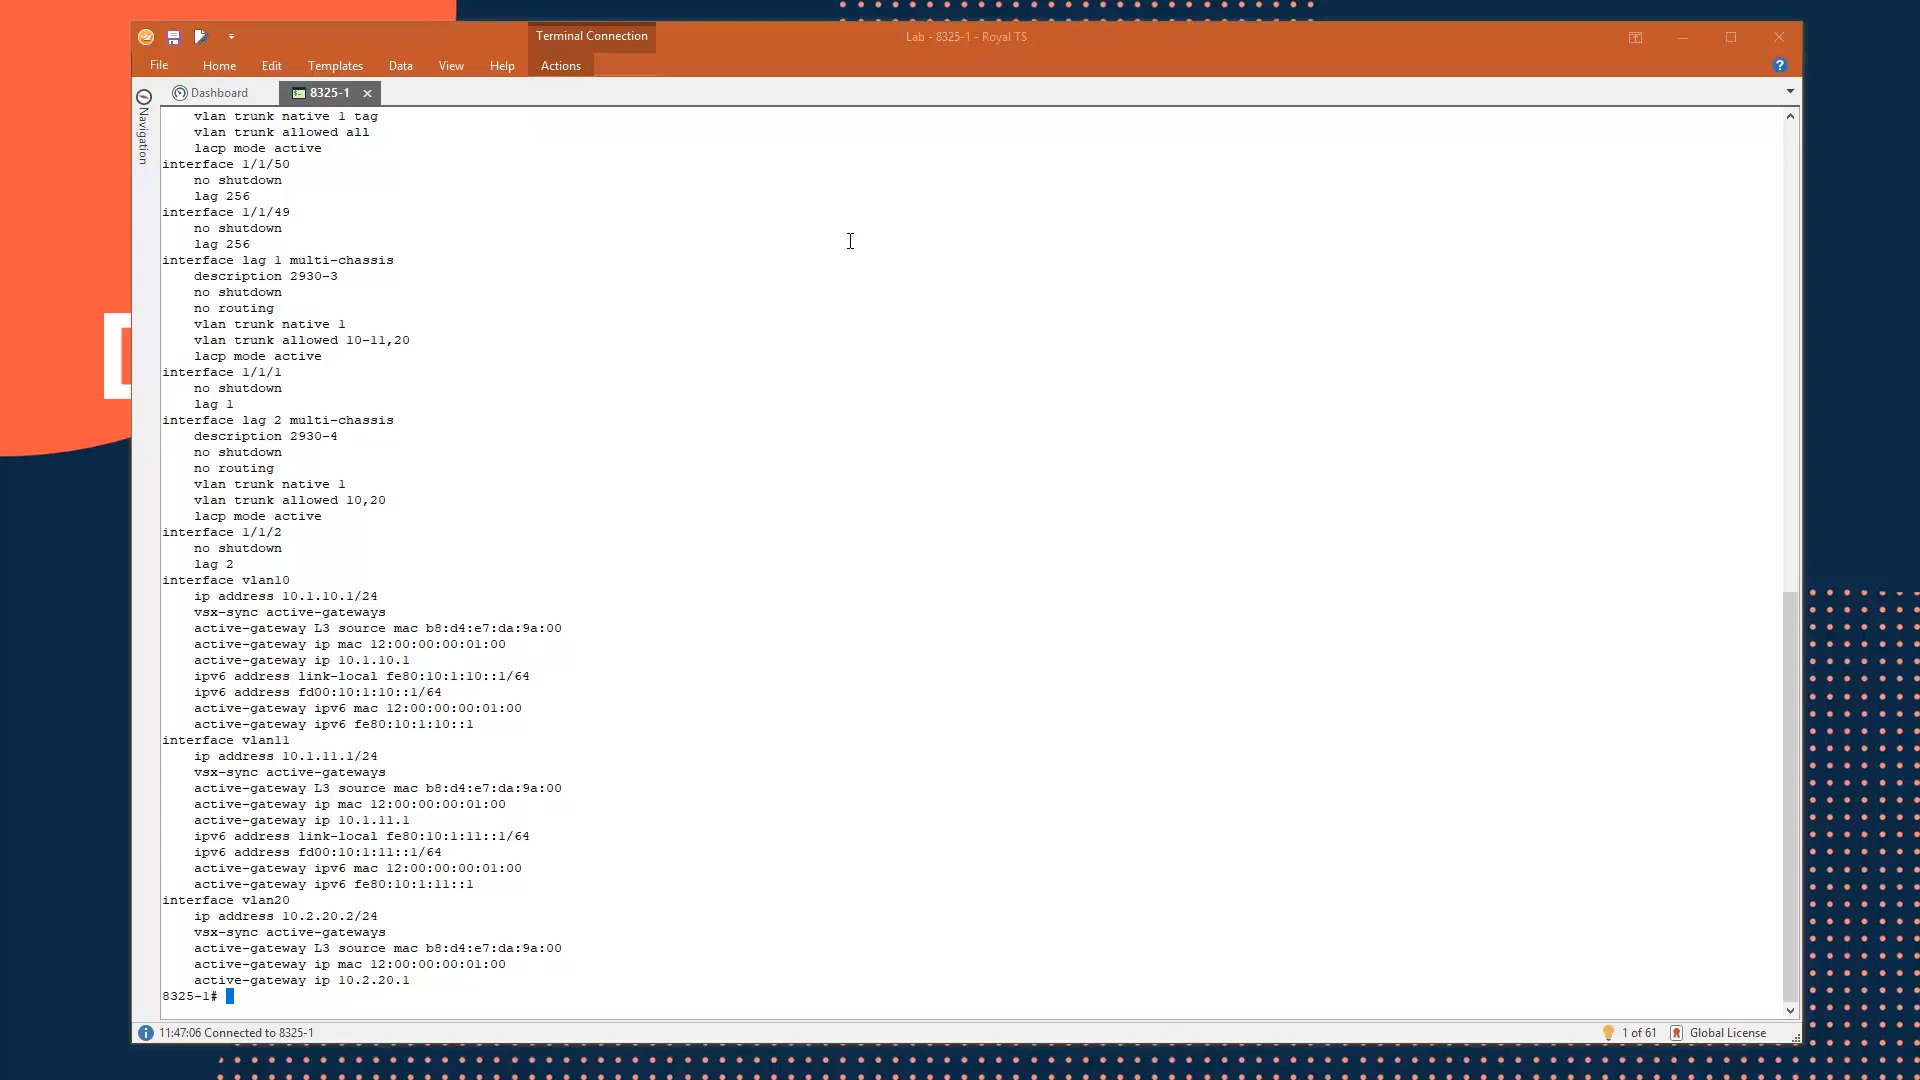 Terminal Connection
Lab - 8325-1 - Royal TS
File Home Edit Templates Data View Help Actions
Dashboard 8325-1
Navigation
vlan trunk native 1 tag
vlan trunk allowed all
lacp mode active
interface 1/1/50
no shutdown
lag 256
interface 1/1/49
no shutdown
lag 256
interface lag 1 multi-chassis
description 2930-3
no shutdown
no routing
vlan trunk native 1
vlan trunk allowed 10-11,20
lacp mode active
interface 1/1/1
no shutdown
lag 1
interface lag 2 multi-chassis
description 2930-4
no shutdown
no routing
vlan trunk native 1
vlan trunk allowed 10,20
lacp mode active
interface 1/1/2
no shutdown
lag 2
interface vlan10
ip address 10.1.10.1/24
vsx-sync active-gateways
active-gateway L3 source mac b8:d4:e7:da:9a:00
active-gateway ip mac 12:00:00:00:01:00
active-gateway ip 10.1.10.1
ipv6 address link-local fe80:10:1:10::1/64
ipv6 address fd00:10:1:10::1/64
active-gateway ipv6 mac 12:00:00:00:01:00
active-gateway ipv6 fe80:10:1:10::1
interface vlan11
ip address 10.1.11.1/24
vsx-sync active-gateways
active-gateway L3 source mac b8:d4:e7:da:9a:00
active-gateway ip mac 12:00:00:00:01:00
active-gateway ip 10.1.11.1
ipv6 address link-local fe80:10:1:11::1/64
ipv6 address fd00:10:1:11::1/64
active-gateway ipv6 mac 12:00:00:00:01:00
active-gateway ipv6 fe80:10:1:11::1
interface vlan20
ip address 10.2.20.2/24
vsx-sync active-gateways
active-gateway L3 source mac b8:d4:e7:da:9a:00
active-gateway ip mac 12:00:00:00:01:00
active-gateway ip 10.2.20.1
8325-1#
11:47:06 Connected to 8325-1
1 of 61 Global License